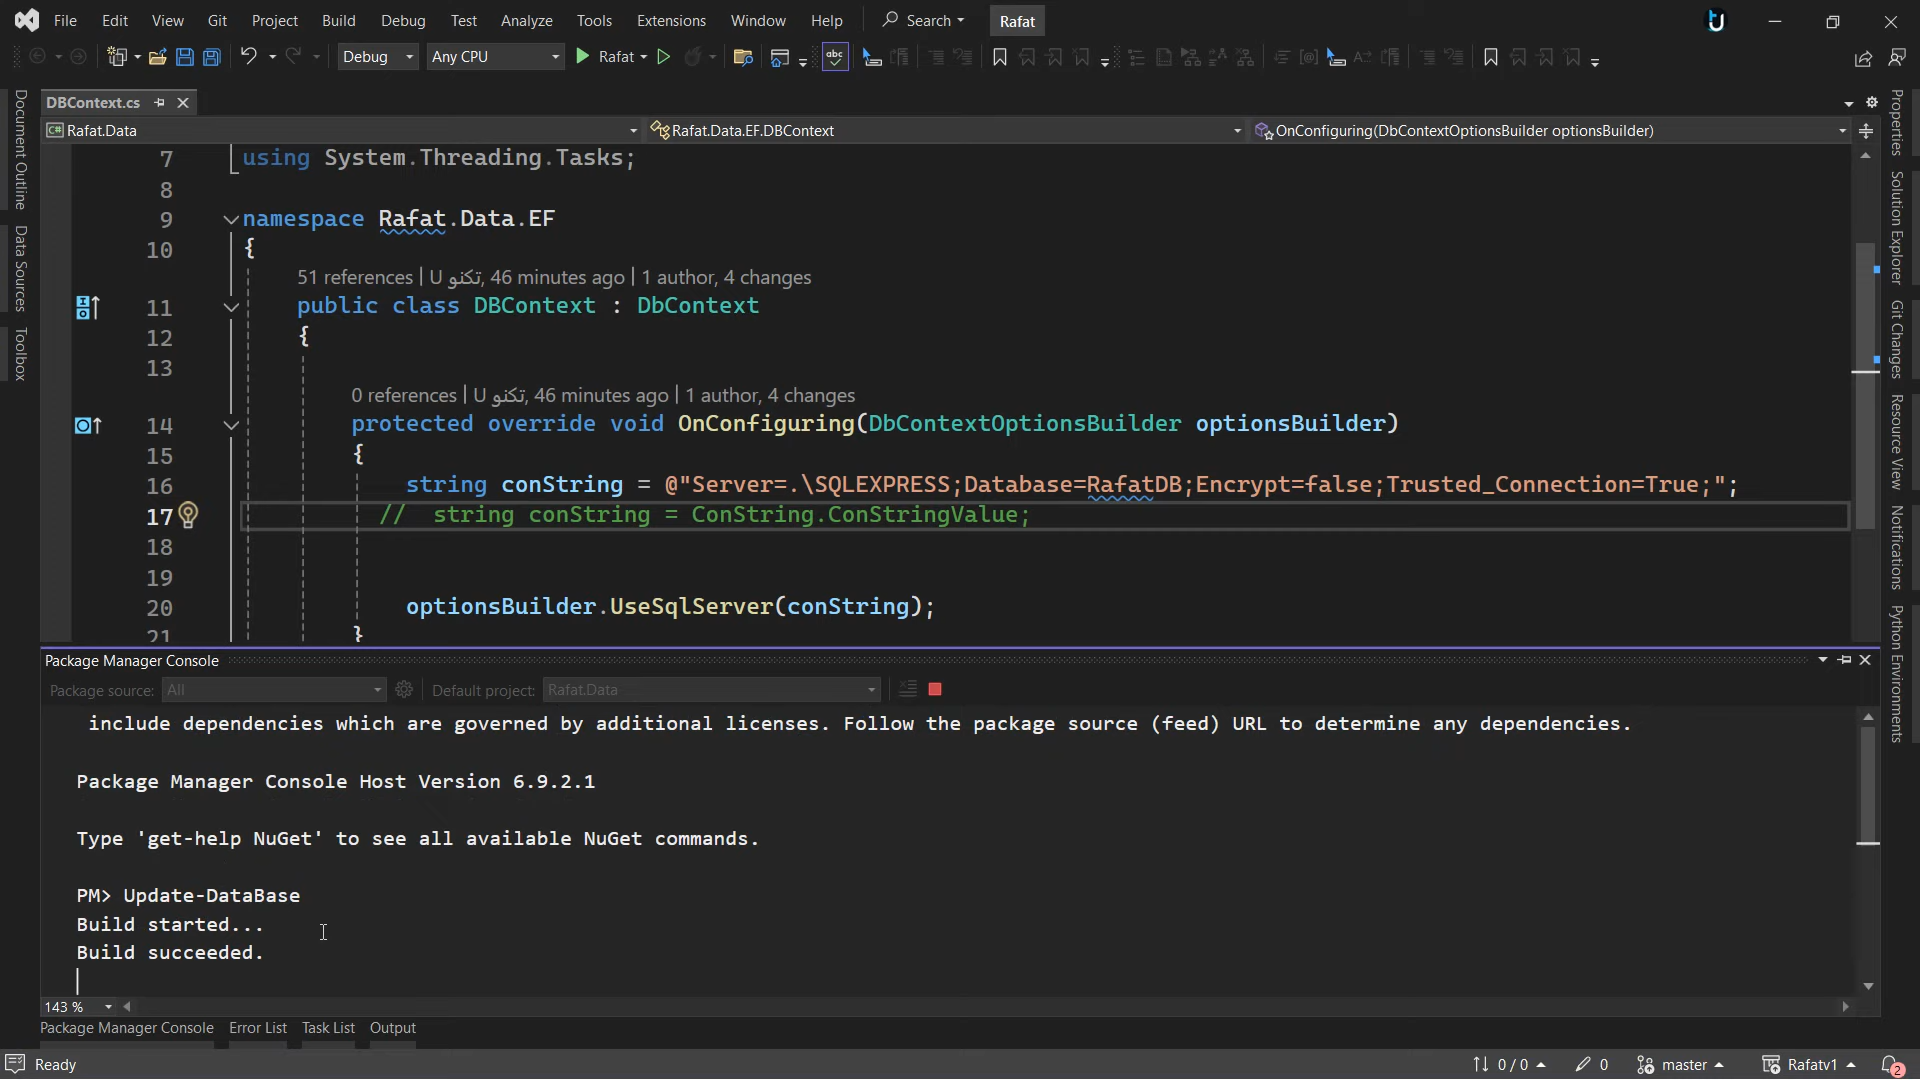 File Edit View Git Project Build Debug Test Analyze Tools Extensions Window Help Search Rafat
Debug Any CPU Rafat
DBContext.cs
Rafat.Data Rafat.Data.EF.DBContext OnConfiguring(DbContextOptionsBuilder optionsBuilder)
7 using System.Threading.Tasks;
8
9 namespace Rafat.Data.EF
10 {
51 references | U تكنو, 46 minutes ago | 1 author, 4 changes
11 public class DBContext : DbContext
12 {
13
0 references | U تكنو, 46 minutes ago | 1 author, 4 changes
14 protected override void OnConfiguring(DbContextOptionsBuilder optionsBuilder)
15 {
16 string conString = @"Server=.\SQLEXPRESS;Database=RafatDB;Encrypt=false;Trusted_Connection=True;";
17 // string conString = ConString.ConStringValue;
18
19
20 optionsBuilder.UseSqlServer(conString);
21 }
Document Outline
Data Sources
Toolbox
Properties
Solution Explorer
Git Changes
Resource View
Notifications
Python Environments
Package Manager Console
Package source: All Default project: Rafat.Data
include dependencies which are governed by additional licenses. Follow the package source (feed) URL to determine any dependencies.
Package Manager Console Host Version 6.9.2.1
Type 'get-help NuGet' to see all available NuGet commands.
PM> Update-DataBase
Build started...
Build succeeded.
143 %
Package Manager Console Error List Task List Output
Ready 0 / 0 0 master Rafatv1 2